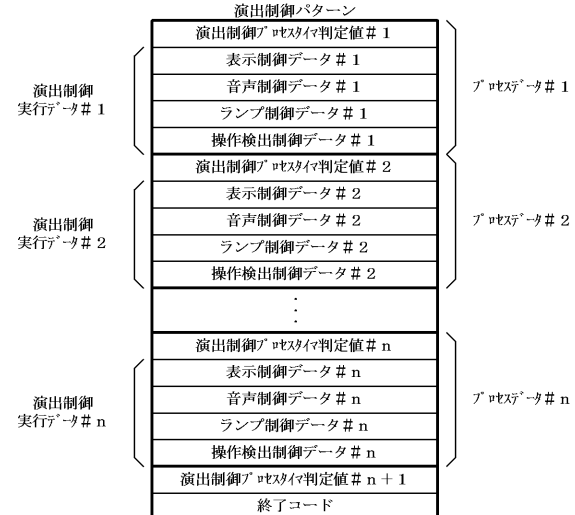 演出制御パターン
演出制御ﾌﾟﾛｾｽﾀｲﾏ判定値＃１
表示制御データ＃１
音声制御データ＃１
ランプ制御データ＃１
操作検出制御データ＃１
演出制御
実行ﾃﾞｰﾀ＃１
ﾌﾟﾛｾｽﾃﾞｰﾀ＃１
演出制御ﾌﾟﾛｾｽﾀｲﾏ判定値＃２
表示制御データ＃２
音声制御データ＃２
ランプ制御データ＃２
操作検出制御データ＃２
演出制御
実行ﾃﾞｰﾀ＃２
ﾌﾟﾛｾｽﾃﾞｰﾀ＃２
⋮
演出制御ﾌﾟﾛｾｽﾀｲﾏ判定値＃ｎ
表示制御データ＃ｎ
音声制御データ＃ｎ
ランプ制御データ＃ｎ
操作検出制御データ＃ｎ
演出制御
実行ﾃﾞｰﾀ＃ｎ
ﾌﾟﾛｾｽﾃﾞｰﾀ＃ｎ
演出制御ﾌﾟﾛｾｽﾀｲﾏ判定値＃ｎ＋１
終了コード